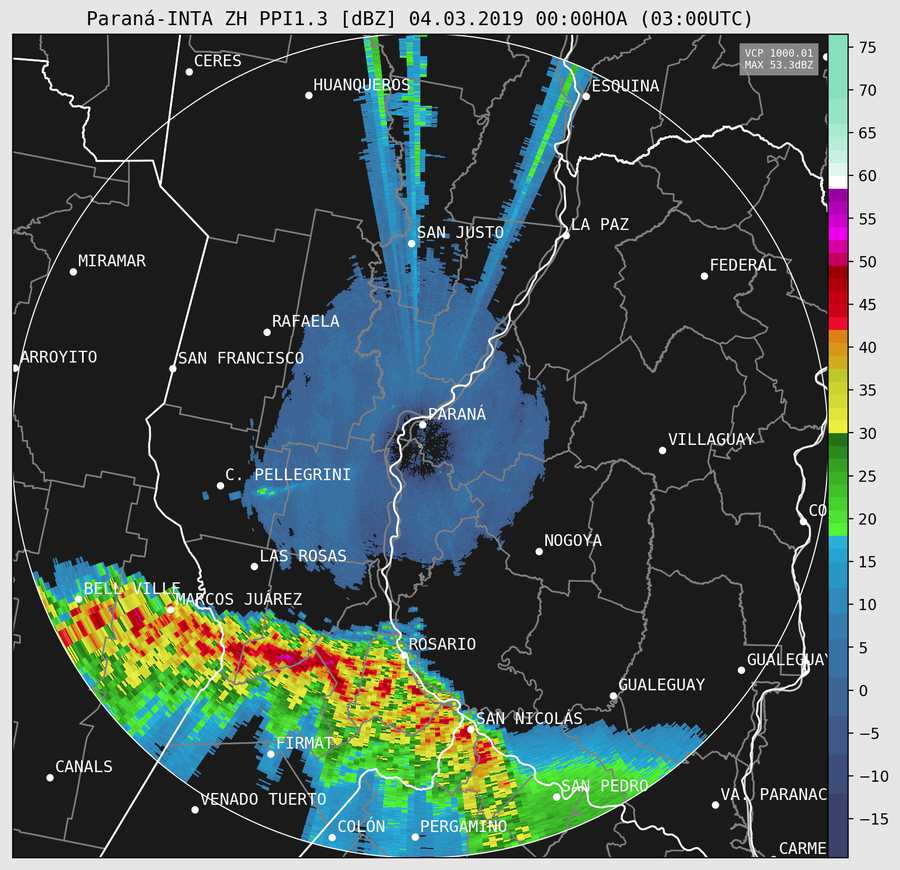 Paraná-INTA ZH PPI1.3 [dBZ] 04.03.2019 00:00HOA (03:00UTC)
VCP 1000.01
MAX 53.3dBZ
CERES
HUANQUEROS
ESQUINA
SAN JUSTO
LA PAZ
MIRAMAR
FEDERAL
RAFAELA
ARROYITO
SAN FRANCISCO
PARANÁ
VILLAGUAY
C. PELLEGRINI
CO
NOGOYA
LAS ROSAS
BELL VILLE
MARCOS JUÁREZ
ROSARIO
GUALEGUAY
GUALEGUAY
SAN NICOLÁS
FIRMAT
CANALS
SAN PEDRO
VENADO TUERTO
VA. PARANAC
COLÓN
PERGAMINO
CARME
75
70
65
60
55
50
45
40
35
30
25
20
15
10
5
0
−5
−10
−15